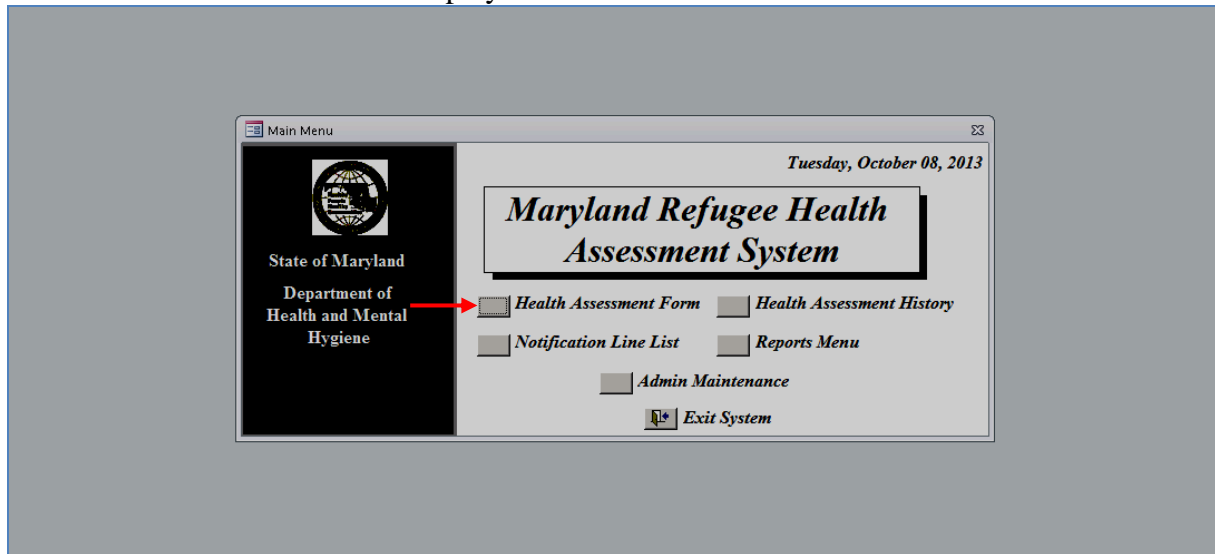 Main Menu
Tuesday, October 08, 2013
Maryland Refugee Health
Assessment System
State of Maryland
Department of
Health and Mental
Hygiene
Health Assessment Form
Health Assessment History
Notification Line List
Reports Menu
Admin Maintenance
Exit System